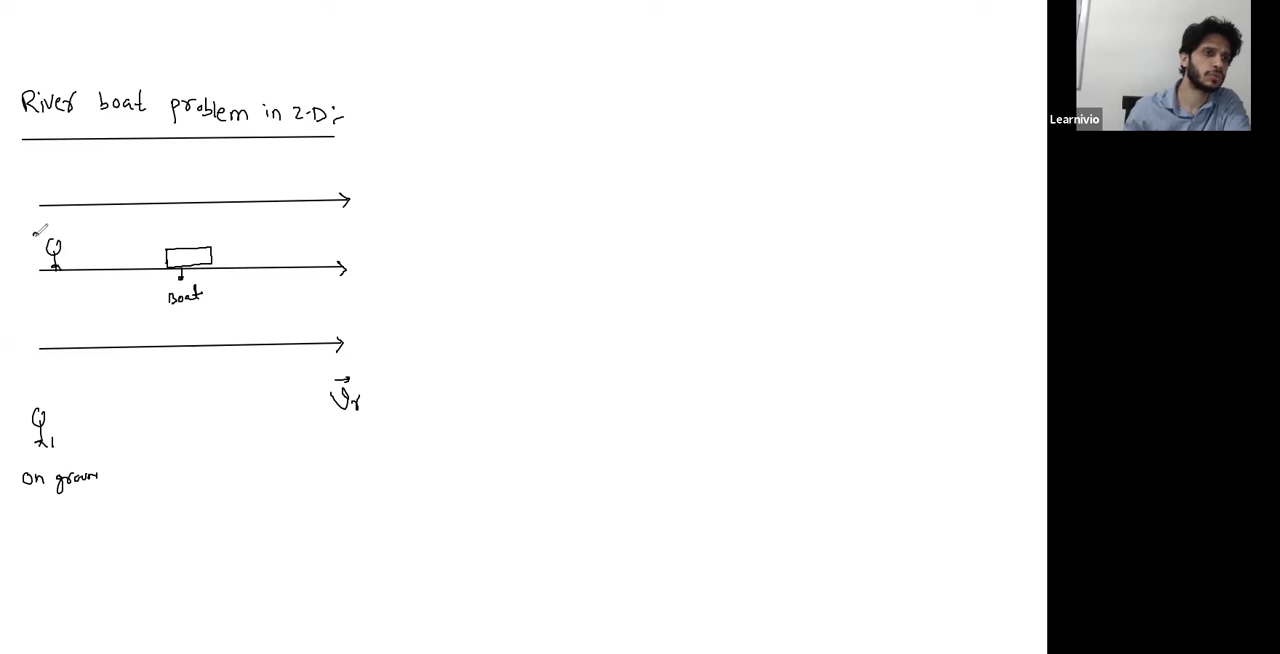 River boat problem in 2-D:-
Boat
v⃗r
on groun
Learnivio